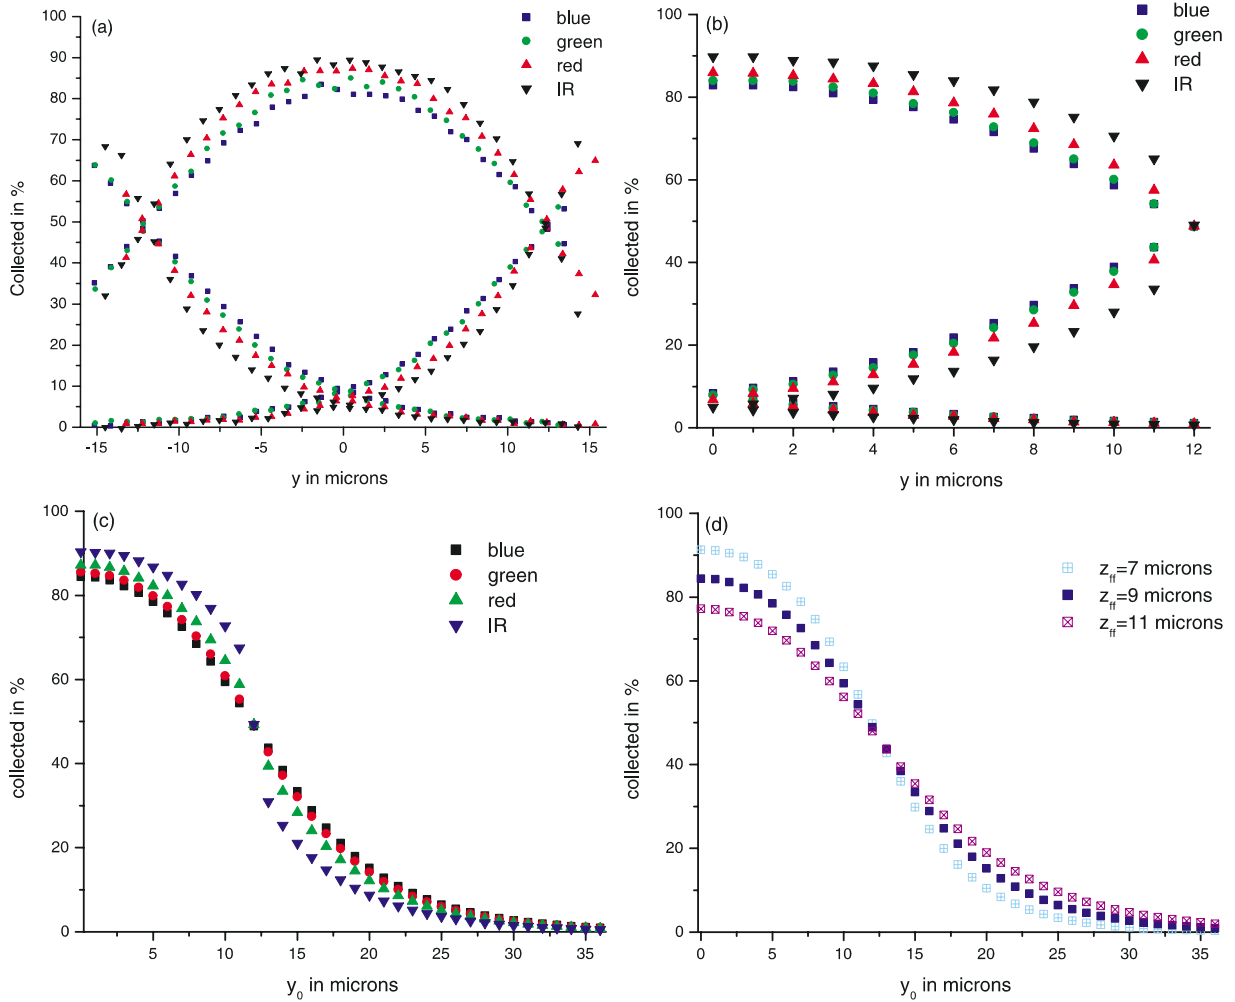 (a)
blue
green
red
IR
100
90
80
70
60
50
40
30
20
10
0
Collected in %
-15
-10
-5
0
5
10
15
y in microns
(b)
blue
green
red
IR
100
80
60
40
20
0
collected in %
0
2
4
6
8
10
12
y in microns
(c)
blue
green
red
IR
100
80
60
40
20
0
collected in %
5
10
15
20
25
30
35
y0 in microns
(d)
zff=7 microns
zff=9 microns
zff=11 microns
100
80
60
40
20
0
collected in %
0
5
10
15
20
25
30
35
y0 in microns